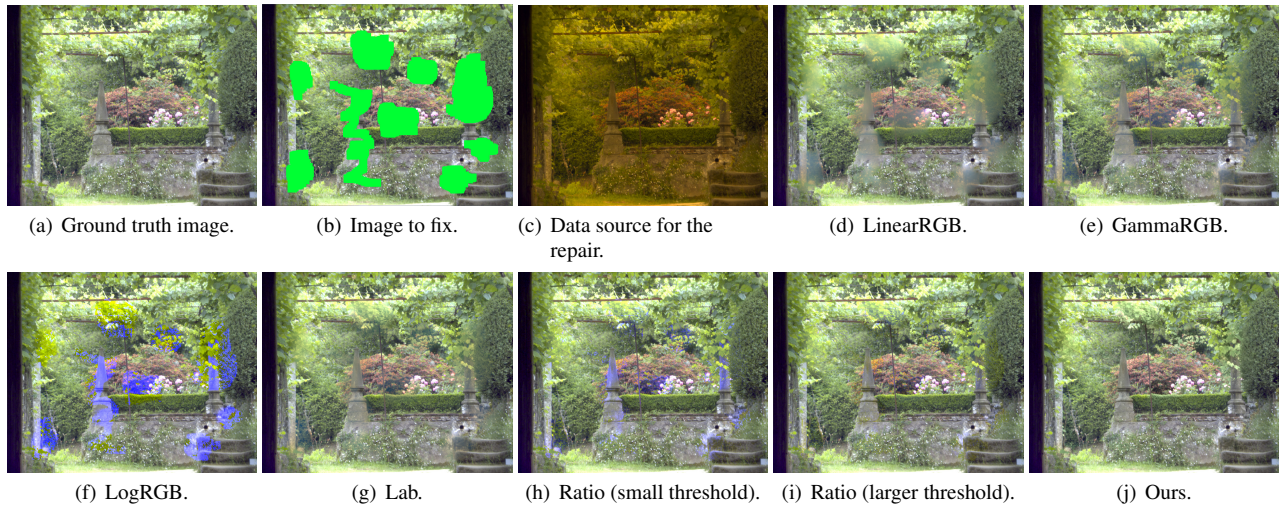 (a) Ground truth image.
(b) Image to fix.
(c) Data source for the
repair.
(d) LinearRGB.
(e) GammaRGB.
(f) LogRGB.
(g) Lab.
(h) Ratio (small threshold).
(i) Ratio (larger threshold).
(j) Ours.